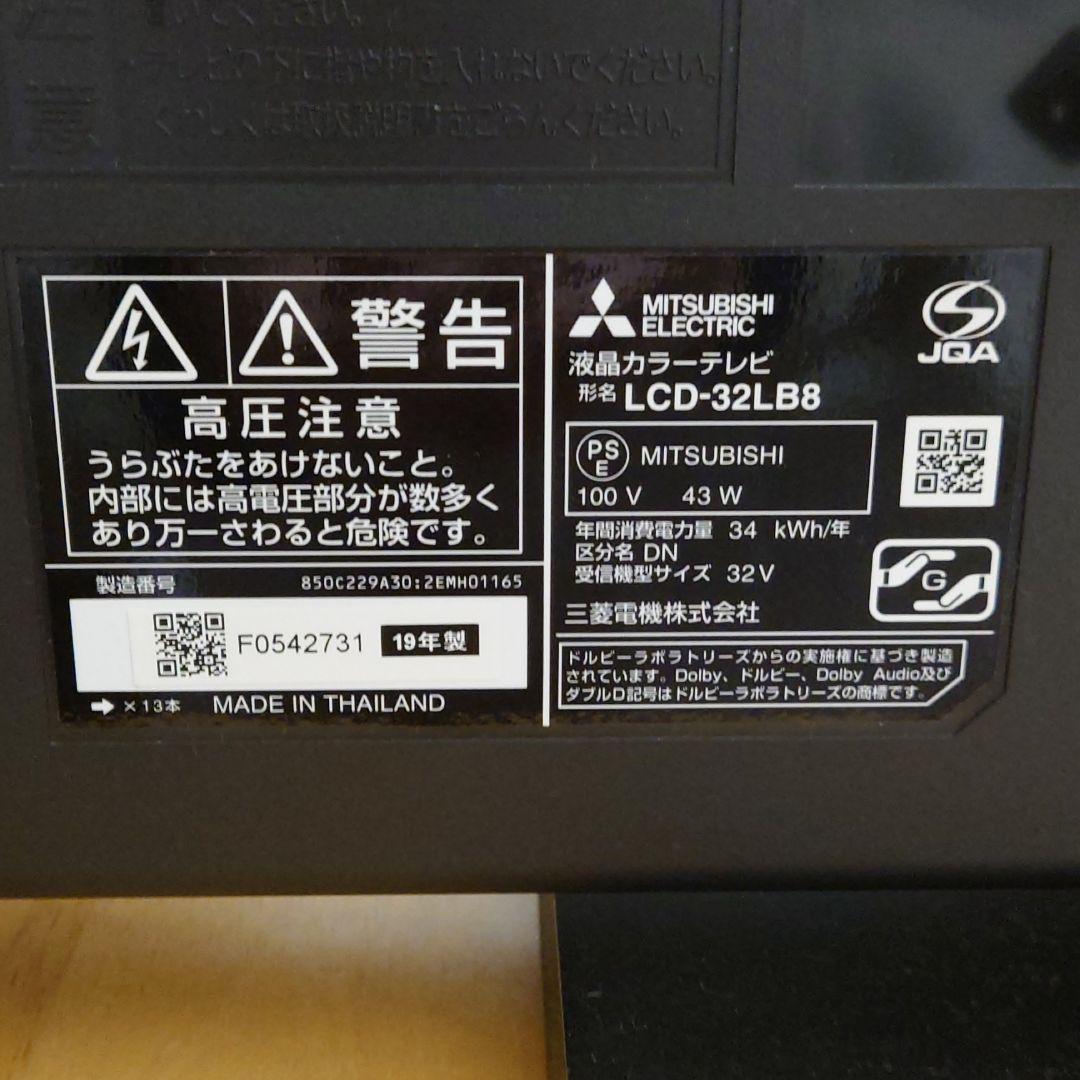 いでください。
・テレビの下に指や物を入れないでください。
くわしくは取扱説明書をごらんください。
注
意
警告
高圧注意
うらぶたをあけないこと。
内部には高電圧部分が数多く
あり万一さわると危険です。
製造番号 850C229A30:2EMH01165
F0542731 19年製
➡ ×13本 MADE IN THAILAND
MITSUBISHI
ELECTRIC
液晶カラーテレビ
形名 LCD-32LB8
JQA
PS
E
MITSUBISHI
100 V 43 W
年間消費電力量 34 kWh/年
区分名 DN
受信機型サイズ 32V
G
三菱電機株式会社
ドルビーラボラトリーズからの実施権に基づき製造
されています。Dolby、ドルビー、Dolby Audio及び
ダブルD記号はドルビーラボラトリーズの商標です。